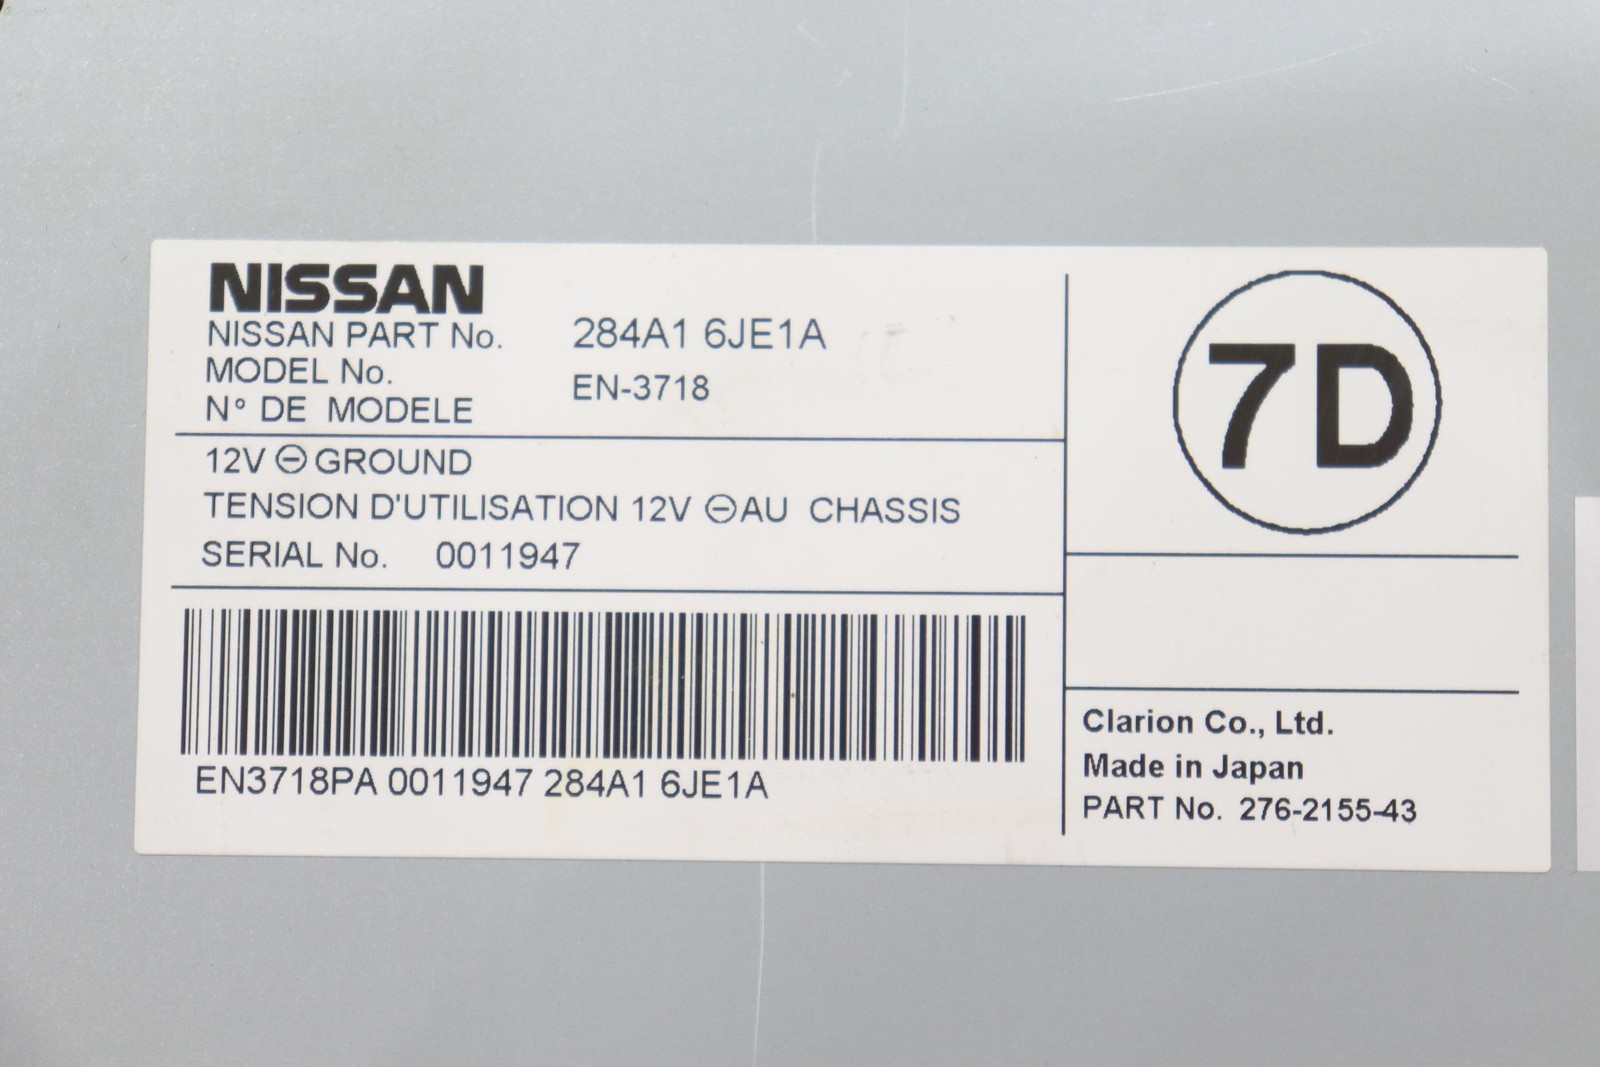 NISSAN
NISSAN PART No. 284A1 6JE1A
MODEL No.
N° DE MODELE EN-3718
12V ⊖ GROUND
TENSION D'UTILISATION 12V ⊖ AU CHASSIS
SERIAL No. 0011947
EN3718PA 0011947 284A1 6JE1A
7D
Clarion Co., Ltd.
Made in Japan
PART No. 276-2155-43